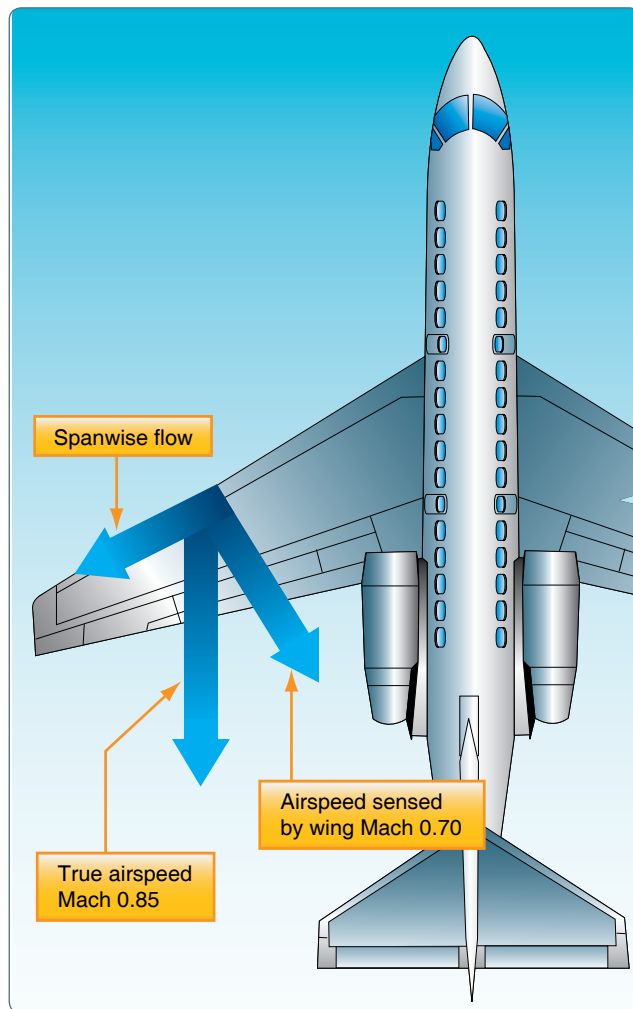 Spanwise flow
Airspeed sensed
by wing Mach 0.70
True airspeed
Mach 0.85